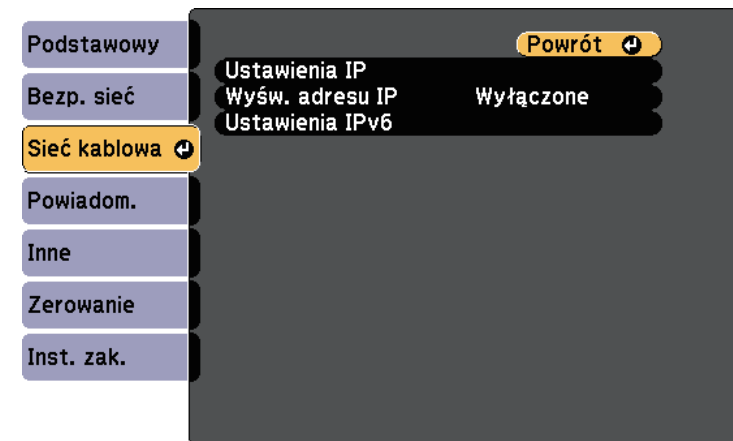 Podstawowy
Bezp. sieć
Sieć kablowa
Powiadom.
Inne
Zerowanie
Inst. zak.
Powrót
Ustawienia IP
Wyśw. adresu IP Wyłączone
Ustawienia IPv6